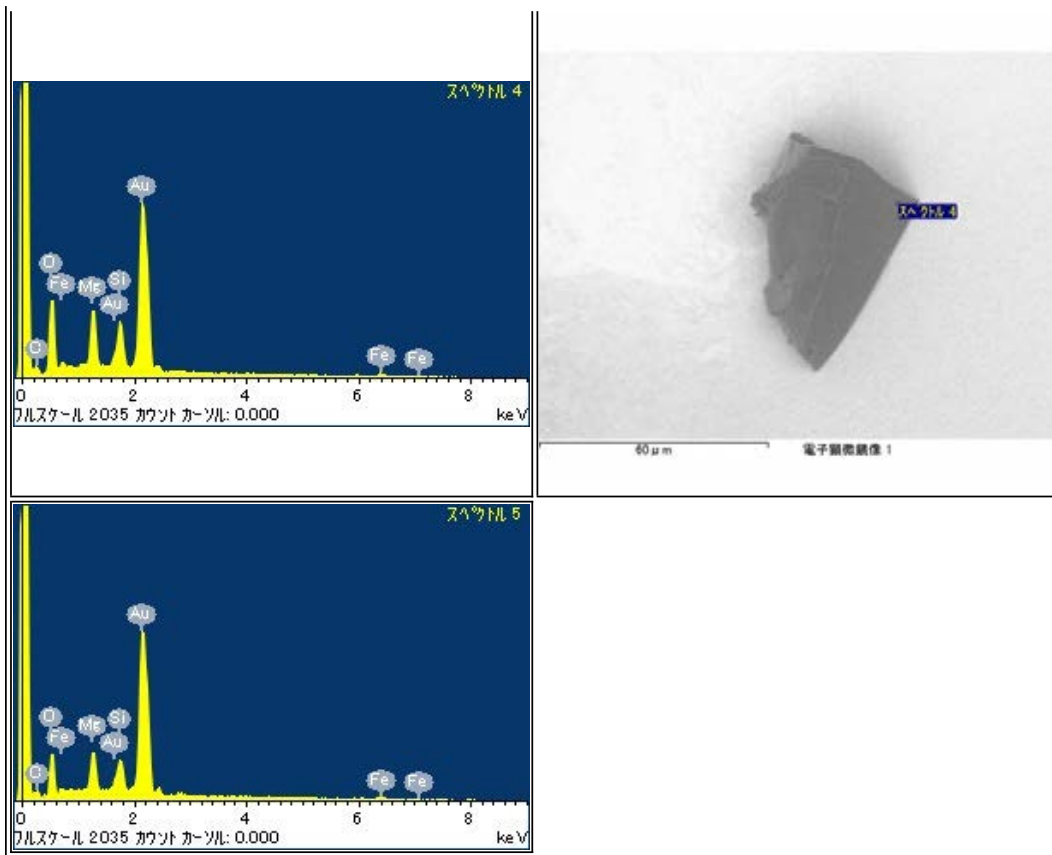 スペクトル 4
Au
O
Fe
Mg
Si
Au
C
Fe
Fe
0
2
4
6
8
フルスケール 2035 カウント カーソル: 0.000
keV
スペクトル 4
60μm
電子顕微鏡像 1
スペクトル 5
Au
O
Fe
Mg
Si
Au
C
Fe
Fe
0
2
4
6
8
フルスケール 2035 カウント カーソル: 0.000
keV